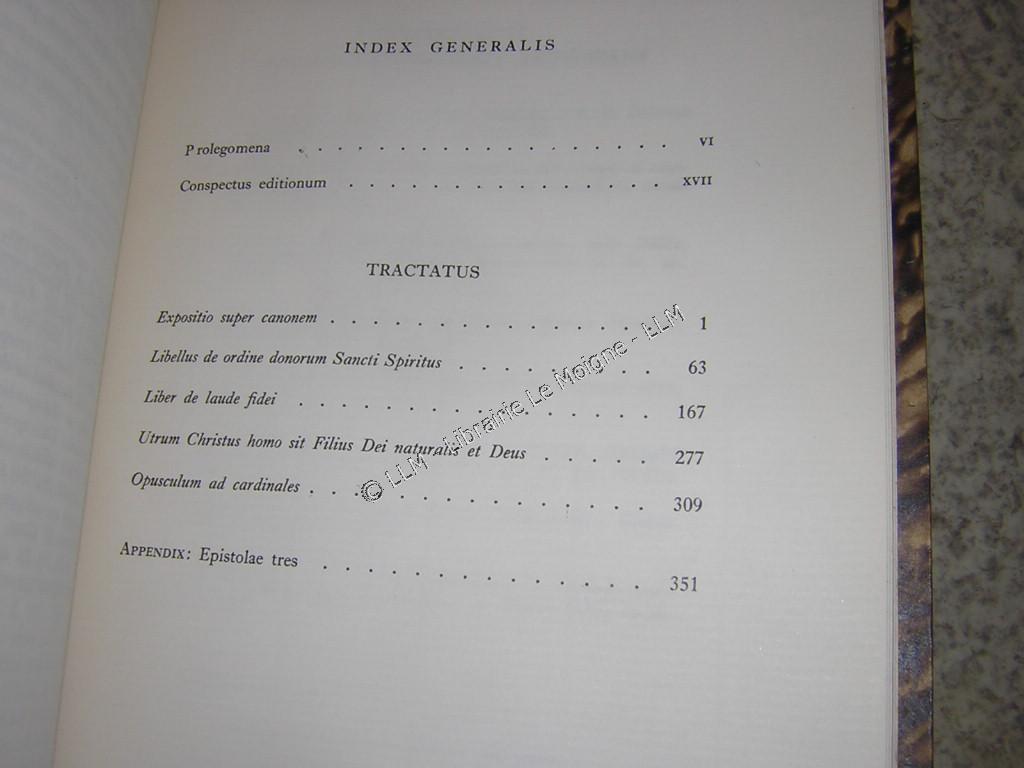 INDEX GENERALIS
Prolegomena . . . . . . . . . . . . . . . . . . VI
Conspectus editionum . . . . . . . . . . . . . . . XVII
TRACTATUS
Expositio super canonem . . . . . . . . . . . . . . . 1
Libellus de ordine donorum Sancti Spiritus . . . . . . . . . 63
Liber de laude fidei . . . . . . . . . . . . . . . . 167
Utrum Christus homo sit Filius Dei naturalis et Deus . . . . . 277
Opusculum ad cardinales . . . . . . . . . . . . . . . 309
APPENDIX: Epistolae tres . . . . . . . . . . . . . . 351
© LLM - Librairie Le Moigne - LLM